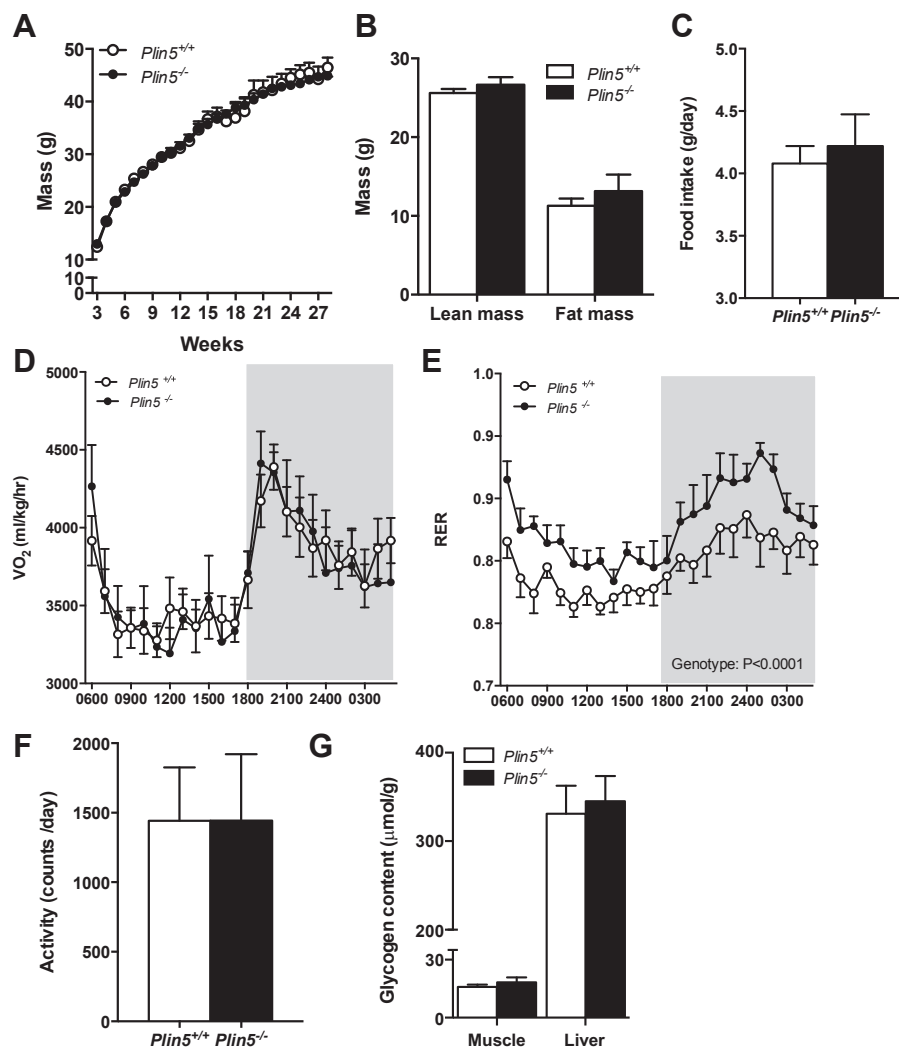 A
Plin5+/+
Plin5-/-
50
40
30
20
10
10
0
Mass (g)
3 6 9 12 15 18 21 24 27
Weeks
B
Plin5+/+
Plin5-/-
30
20
10
0
Mass (g)
Lean mass Fat mass
C
5.0
4.5
4.0
3.5
3.0
Food intake (g/day)
Plin5+/+ Plin5-/-
D
Plin5 +/+
Plin5 -/-
5000
4500
4000
3500
3000
VO2 (ml/kg/hr)
0600 0900 1200 1500 1800 2100 2400 0300
E
Plin5 +/+
Plin5 -/-
1.0
0.9
0.9
0.8
0.8
0.7
RER
Genotype: P<0.0001
0600 0900 1200 1500 1800 2100 2400 0300
F
2000
1500
1000
500
0
Activity (counts /day)
Plin5+/+ Plin5-/-
G
Plin5+/+
Plin5-/-
400
300
200
30
15
0
Glycogen content (μmol/g)
Muscle Liver